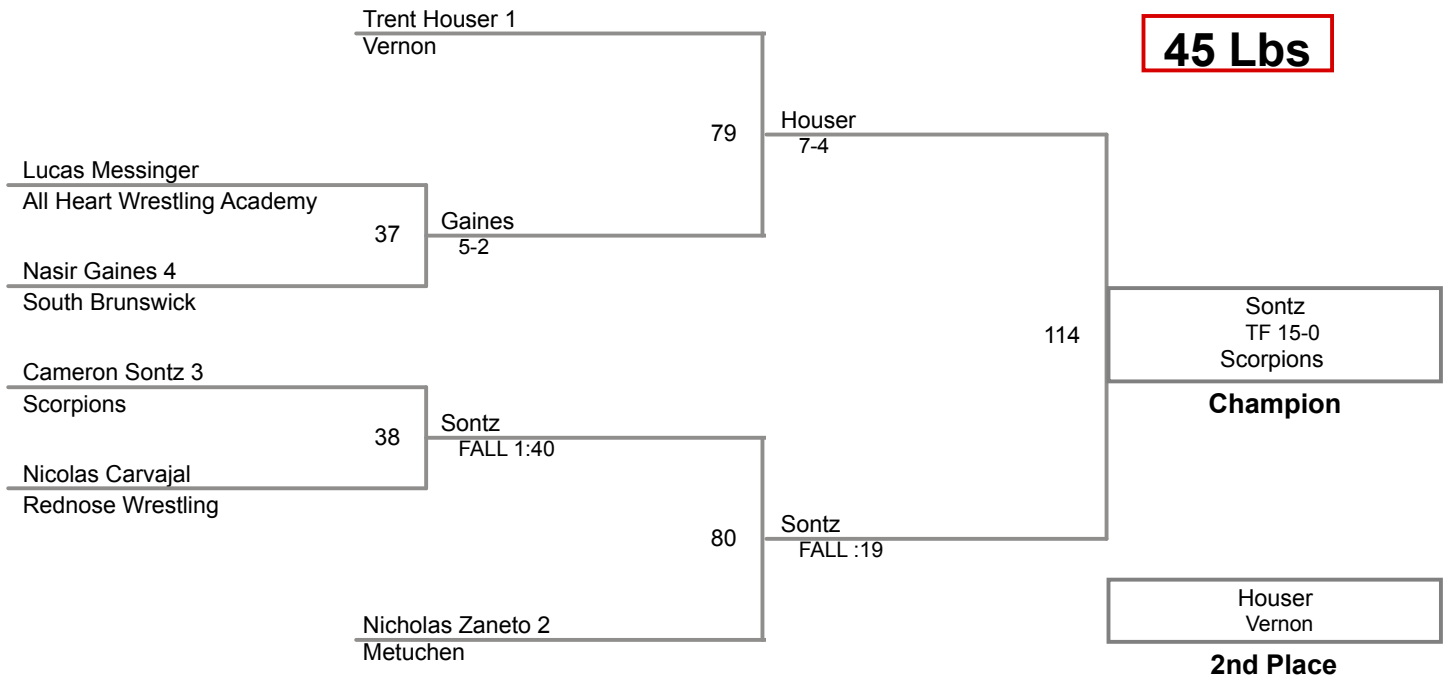 Trent Houser 1
Vernon
45 Lbs
79
Houser
7-4
Lucas Messinger
All Heart Wrestling Academy
37
Gaines
5-2
Nasir Gaines 4
South Brunswick
114
Sontz
TF 15-0
Scorpions
Champion
Cameron Sontz 3
Scorpions
38
Sontz
FALL 1:40
Nicolas Carvajal
Rednose Wrestling
80
Sontz
FALL :19
Nicholas Zaneto 2
Metuchen
Houser
Vernon
2nd Place